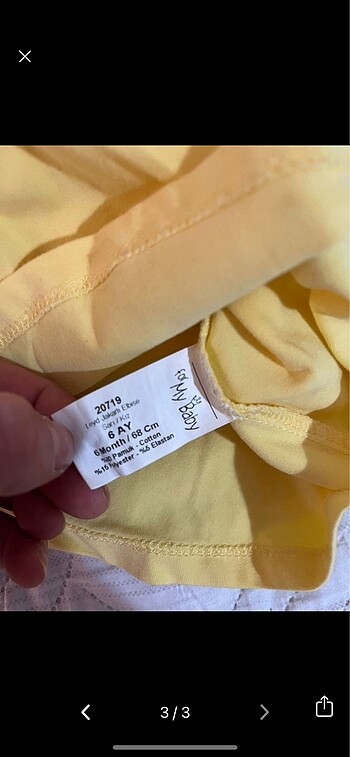 20719
Jakarlı Elbise
Sarı / Kız
6 AY
6 Month / 68 Cm
Pamuk - Cotton
Polyester - %5 Elastan
for
My Baby
3 / 3